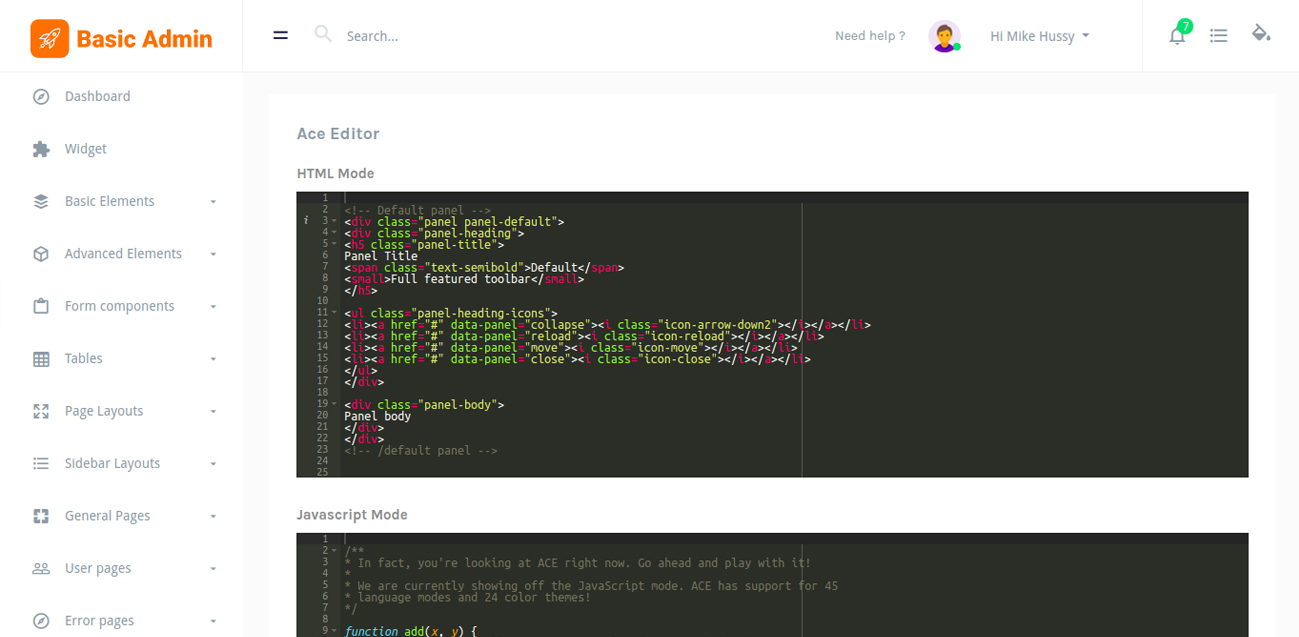 Basic Admin
Search...
Need help ?
Hi Mike Hussy
7
Dashboard
Widget
Basic Elements
Advanced Elements
Form components
Tables
Page Layouts
Sidebar Layouts
General Pages
User pages
Error pages
Ace Editor
HTML Mode
1
2 <!-- Default panel -->
i 3 <div class="panel panel-default">
4 <div class="panel-heading">
5 <h5 class="panel-title">
6 Panel Title
7 <span class="text-semibold">Default</span>
8 <small>Full featured toolbar</small>
9 </h5>
10
11 <ul class="panel-heading-icons">
12 <li><a href="#" data-panel="collapse"><i class="icon-arrow-down2"></i></a></li>
13 <li><a href="#" data-panel="reload"><i class="icon-reload"></i></a></li>
14 <li><a href="#" data-panel="move"><i class="icon-move"></i></a></li>
15 <li><a href="#" data-panel="close"><i class="icon-close"></i></a></li>
16 </ul>
17 </div>
18
19 <div class="panel-body">
20 Panel body
21 </div>
22 </div>
23 <!-- /default panel -->
24
25
Javascript Mode
1
2 /**
3 * In fact, you're looking at ACE right now. Go ahead and play with it!
4 *
5 * We are currently showing off the JavaScript mode. ACE has support for 45
6 * language modes and 24 color themes!
7 */
8
9 function add(x, y) {